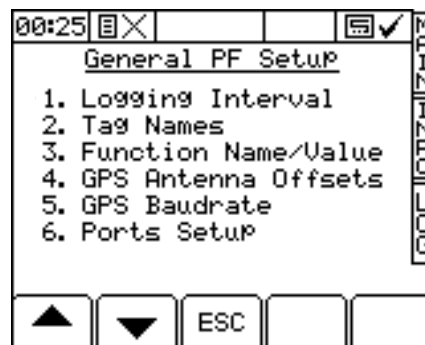 00:25
General PF Setup
1. Logging Interval
2. Tag Names
3. Function Name/Value
4. GPS Antenna Offsets
5. GPS Baudrate
6. Ports Setup
ESC